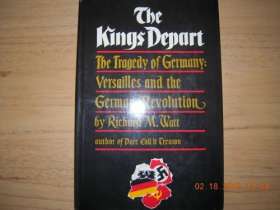 The
Kings Depart
The Tragedy of Germany:
Versailles and the
German Revolution
by Richard M. Watt
author of Dare Call it Treason